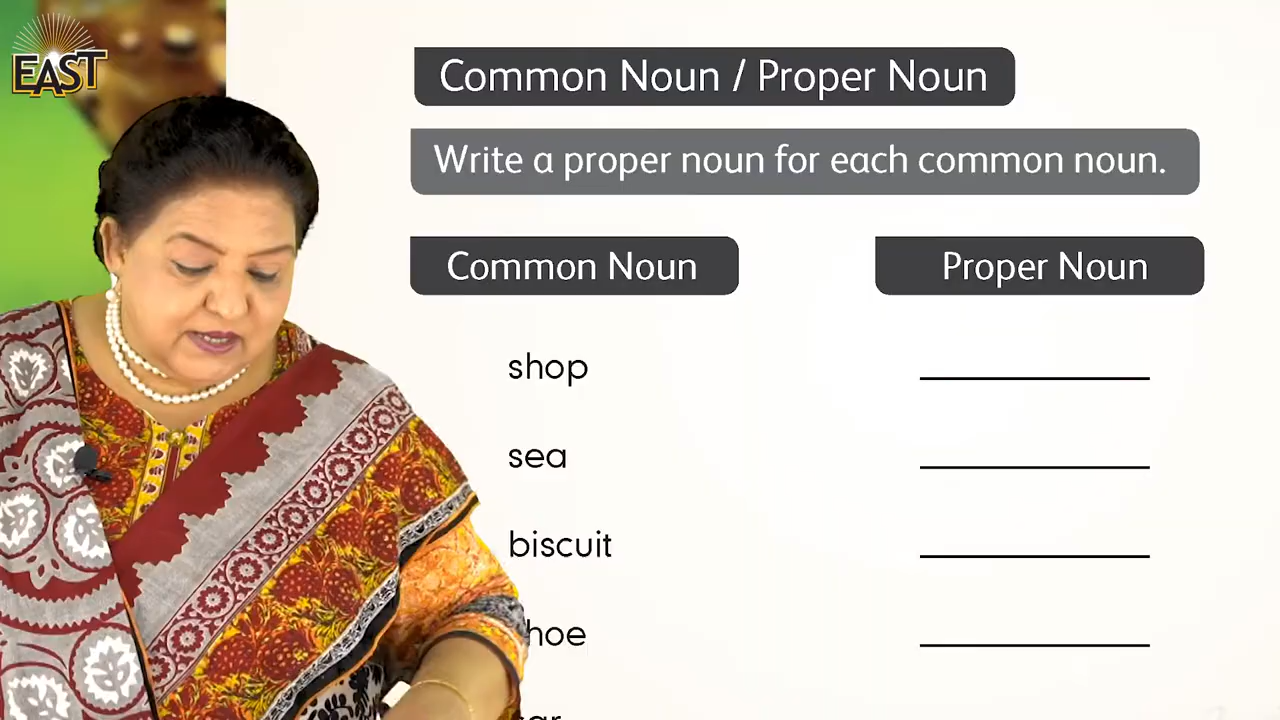 EAST
Common Noun / Proper Noun
Write a proper noun for each common noun.
Common Noun
Proper Noun
shop
sea
biscuit
hoe